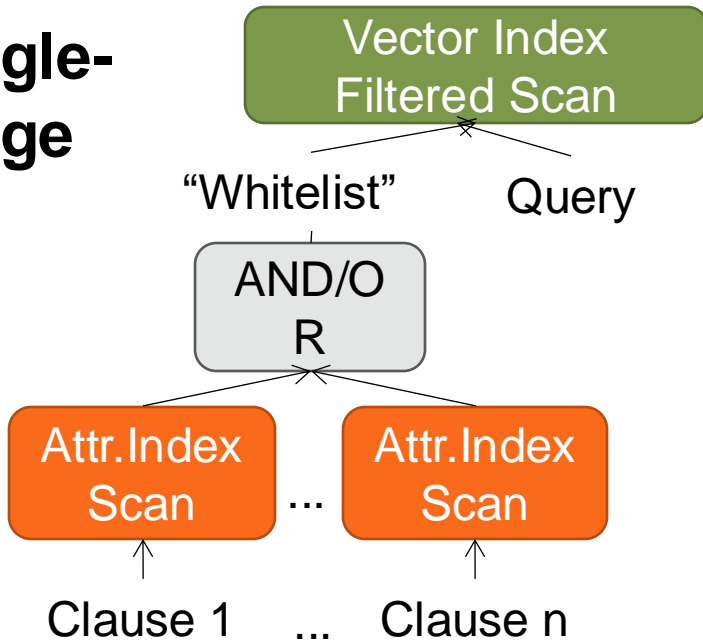 gle-
ge
Vector Index
Filtered Scan
“Whitelist”
Query
AND/O
R
Attr.Index
Scan
...
Attr.Index
Scan
Clause 1
...
Clause n